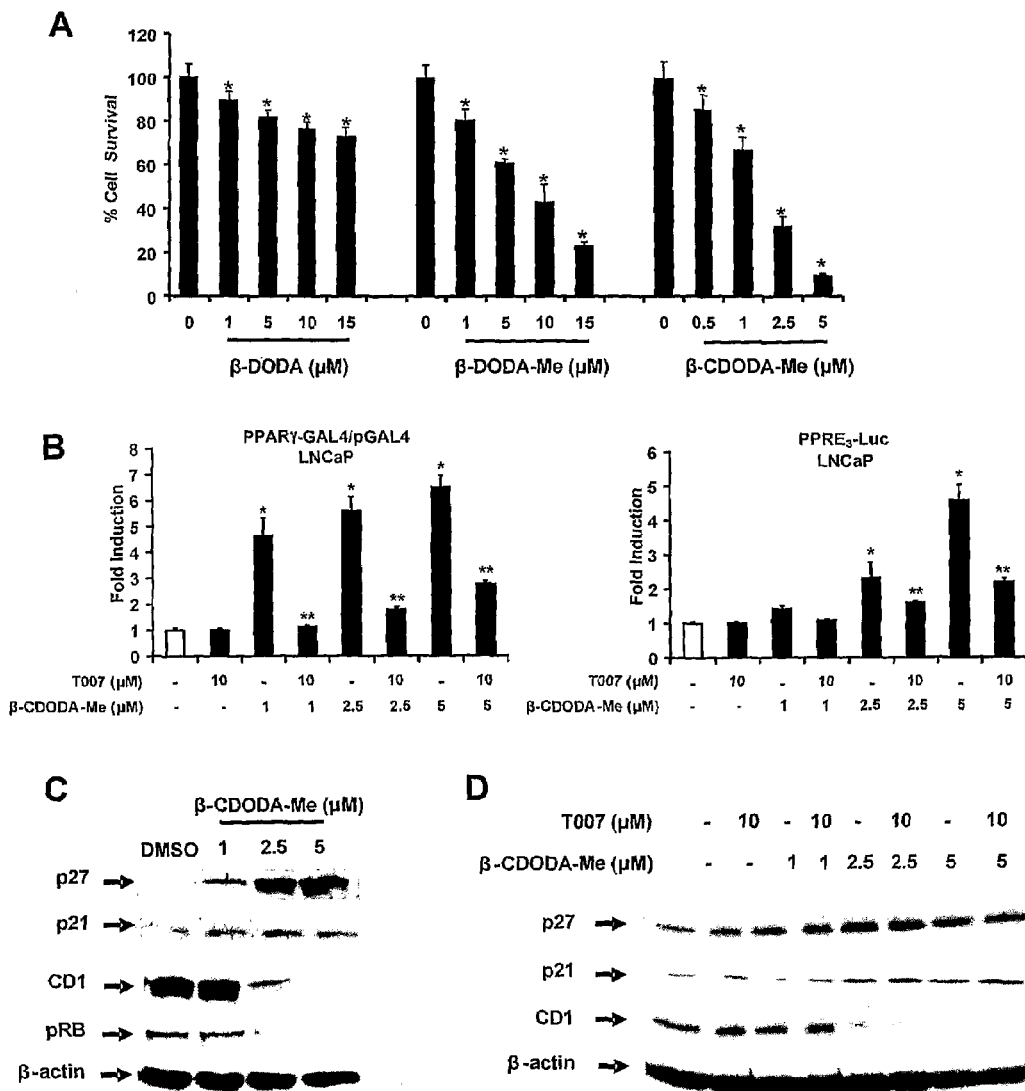 A
% Cell Survival
120
100
80
60
40
20
0
* * * * * * * * * * * *
0 1 5 10 15 0 1 5 10 15 0 0.5 1 2.5 5
β-DODA (μM) β-DODA-Me (μM) β-CDODA-Me (μM)
B
PPARγ-GAL4/pGAL4
LNCaP
Fold Induction
8
7
6
5
4
3
2
1
0
* ** * ** * **
T007 (μM) - 10 - 10 - 10 - 10
β-CDODA-Me (μM) - - 1 1 2.5 2.5 5 5
PPRE3-Luc
LNCaP
Fold Induction
6
5
4
2
1
0
* ** * **
T007 (μM) - 10 - 10 - 10 - 10
β-CDODA-Me (μM) - - 1 1 2.5 2.5 5 5
C
β-CDODA-Me (μM)
DMSO 1 2.5 5
p27
p21
CD1
pRB
β-actin
D
T007 (μM) - 10 - 10 - 10 - 10
β-CDODA-Me (μM) - - 1 1 2.5 2.5 5 5
p27
p21
CD1
β-actin